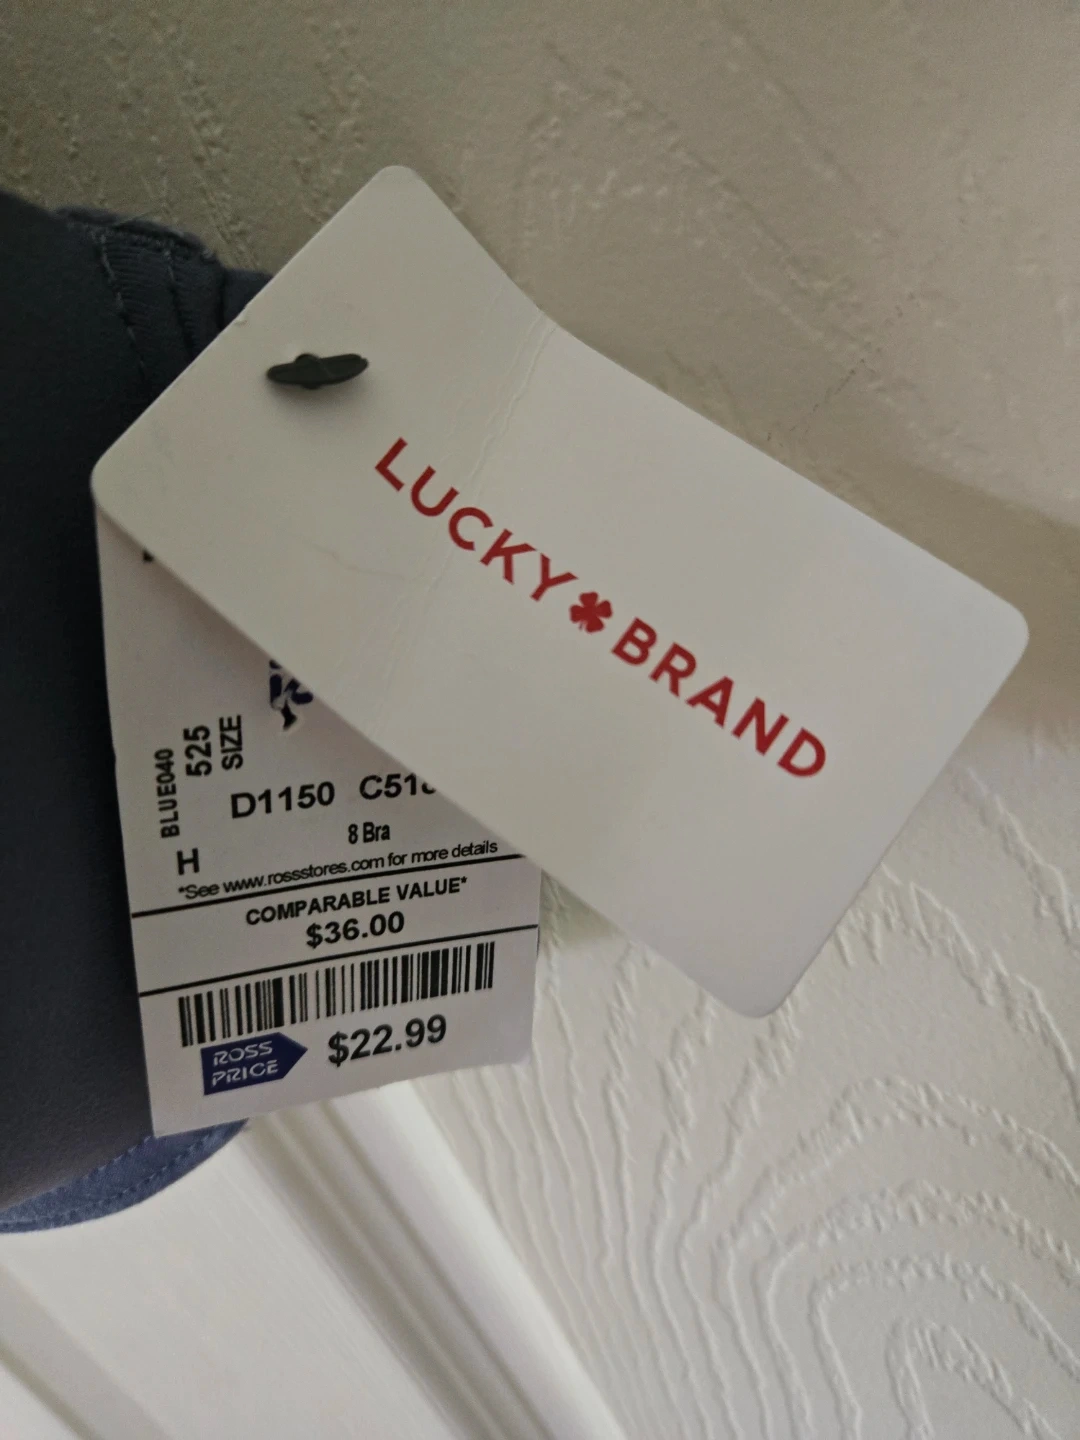 LUCKY BRAND
BLUE040
525
SIZE
D1150
8 Bra
*See www.rossstores.com for more details
COMPARABLE VALUE*
$36.00
ROSS
PRICE
$22.99